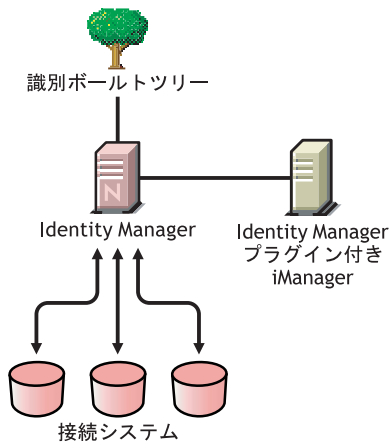 識別ボールトツリー
N
Identity Manager
Identity Manager
プラグイン付き
iManager
接続システム